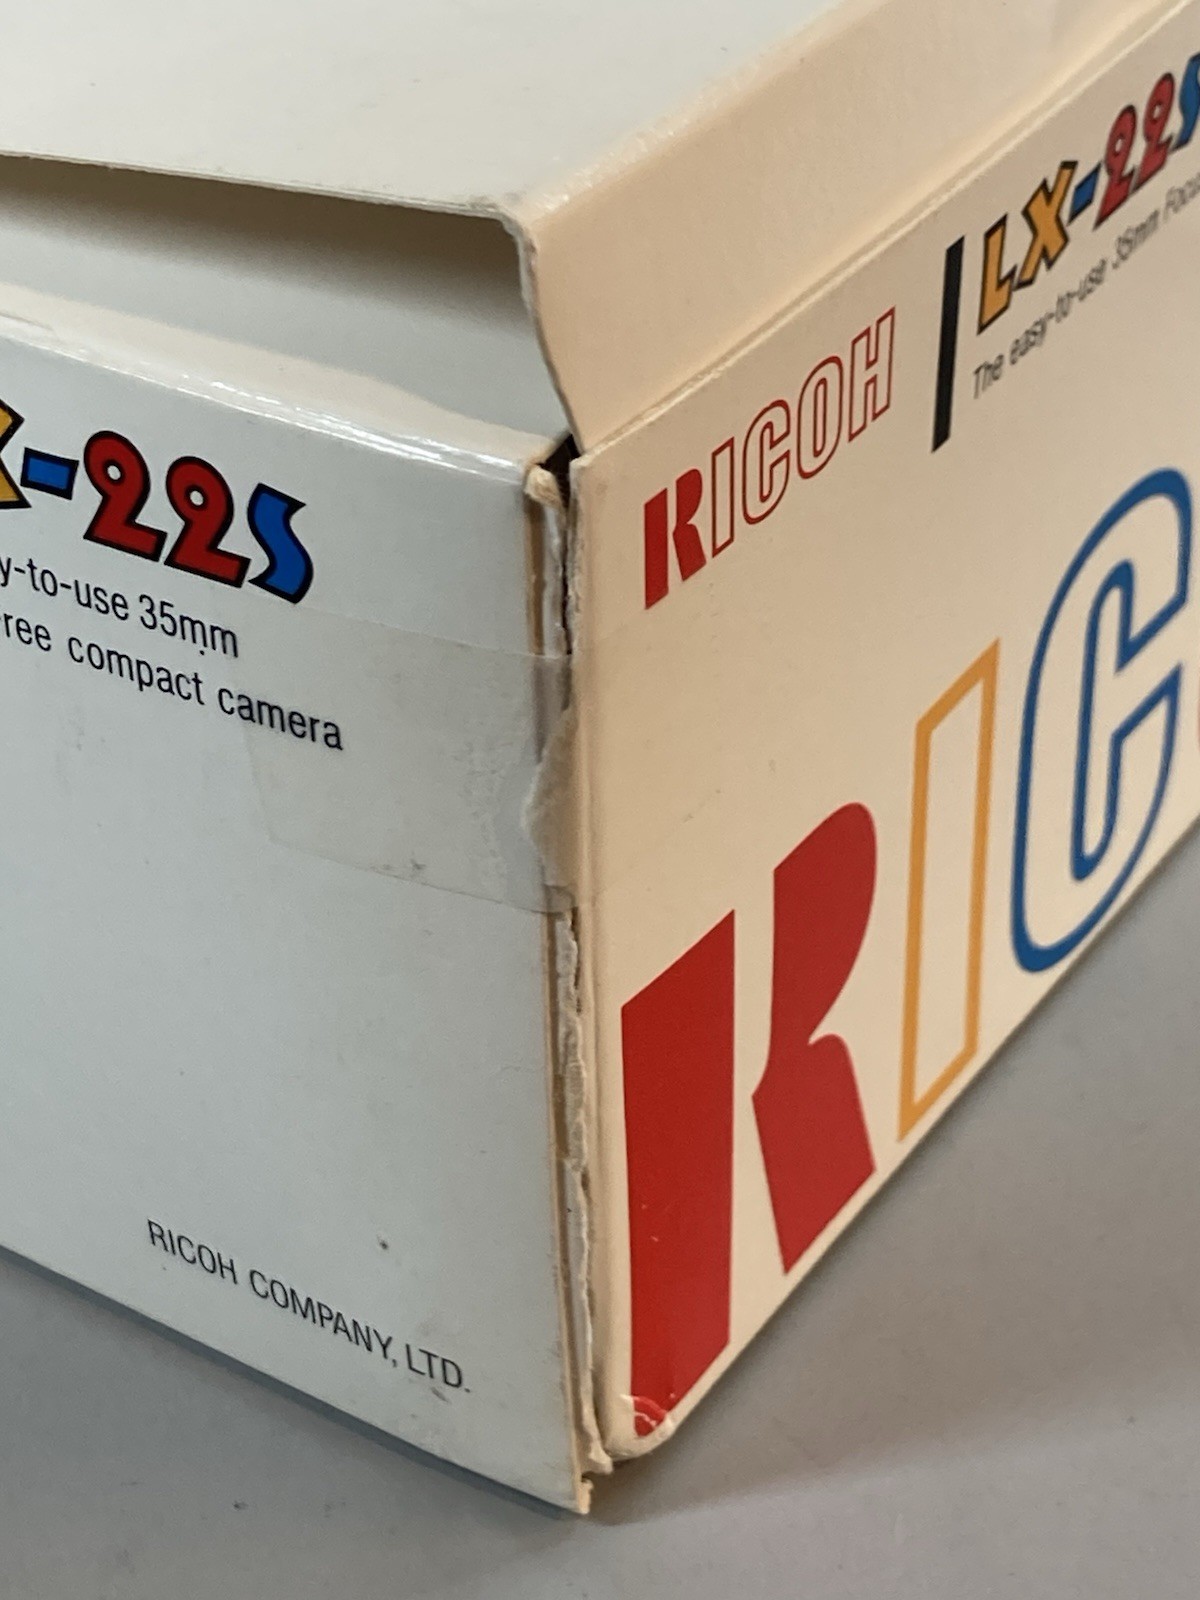 X-22S
y-to-use 35mm
ree compact camera
RICOH COMPANY, LTD.
RICOH
LX-22S
The easy-to-use 35mm Focus
RIC